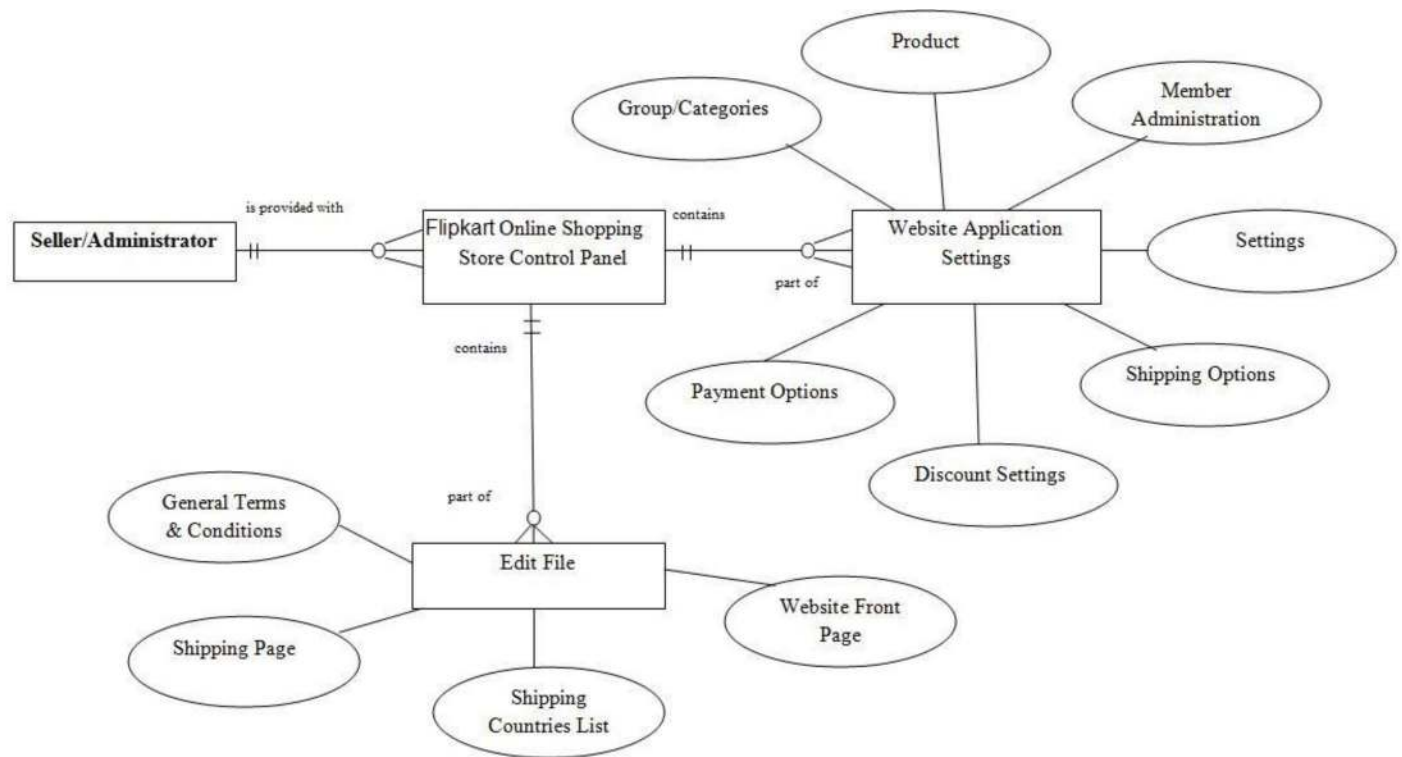 Product
Group/Categories
Member
Administration
is provided with
contains
Seller/Administrator
Flipkart Online Shopping
Store Control Panel
Website Application
Settings
Settings
part of
contains
Payment Options
Shipping Options
Discount Settings
part of
General Terms
& Conditions
Edit File
Website Front
Page
Shipping Page
Shipping
Countries List